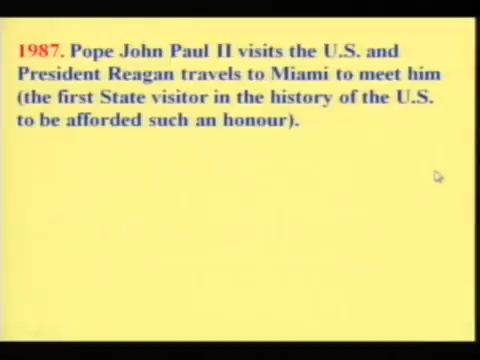 1987. Pope John Paul II visits the U.S. and
President Reagan travels to Miami to meet him
(the first State visitor in the history of the U.S.
to be afforded such an honour).